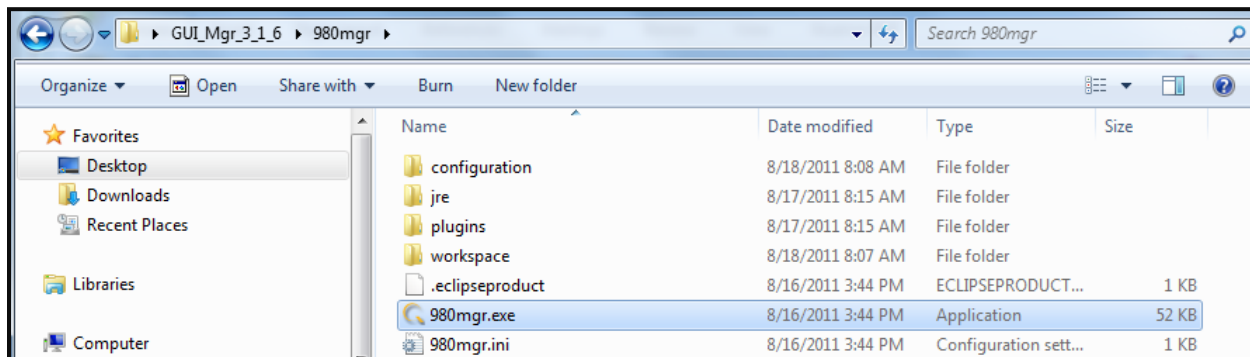 GUI_Mgr_3_1_6 980mgr Search 980mgr
Organize Open Share with Burn New folder
Favorites
Desktop
Downloads
Recent Places
Libraries
Computer
Name Date modified Type Size
configuration 8/18/2011 8:08 AM File folder
jre 8/17/2011 8:15 AM File folder
plugins 8/17/2011 8:15 AM File folder
workspace 8/18/2011 8:07 AM File folder
.eclipseproduct 8/16/2011 3:44 PM ECLIPSEPRODUCT... 1 KB
980mgr.exe 8/16/2011 3:44 PM Application 52 KB
980mgr.ini 8/16/2011 3:44 PM Configuration sett... 1 KB